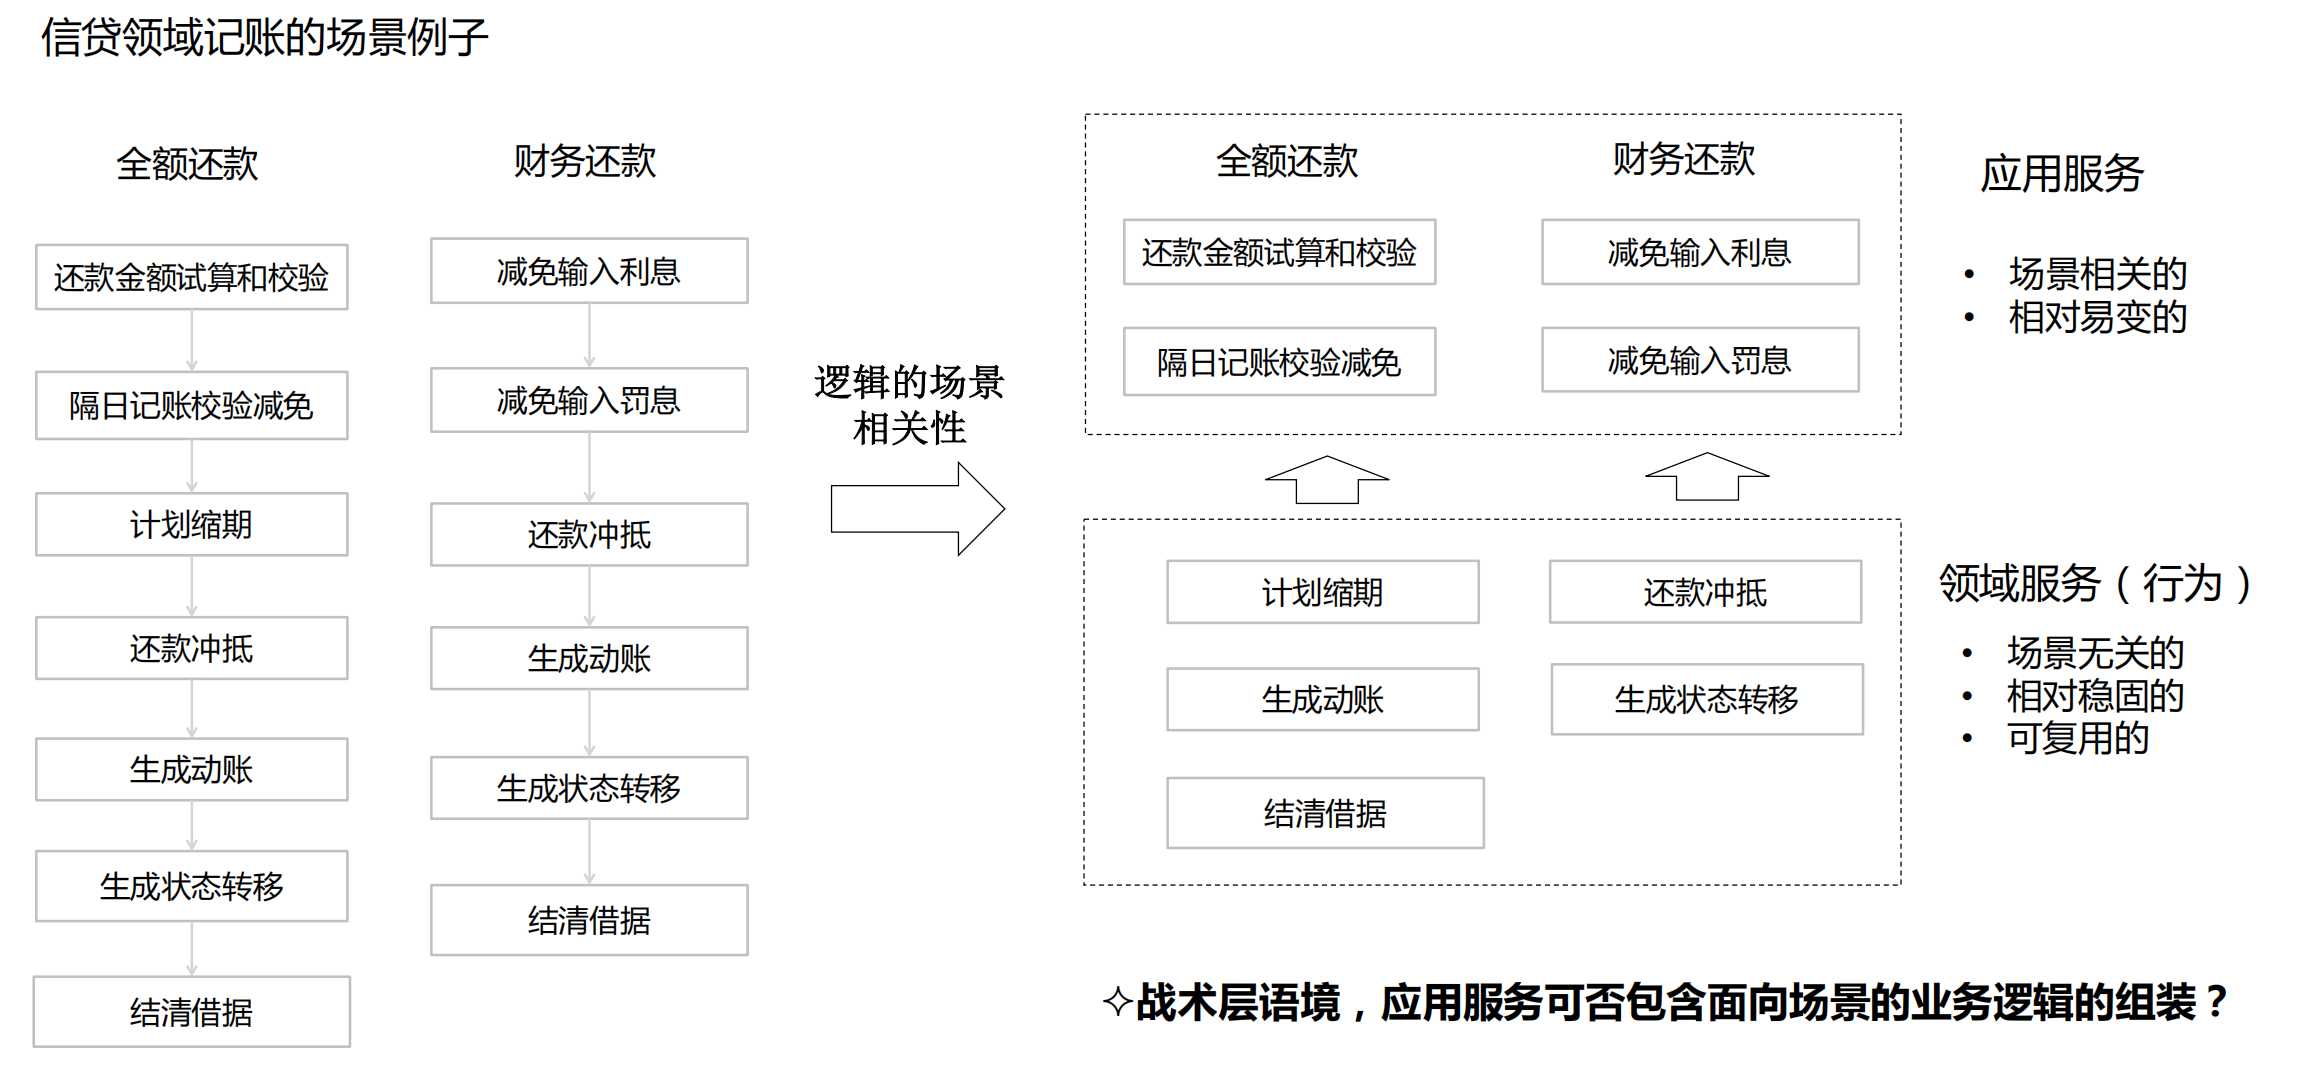 信贷领域记账的场景例子
全额还款
还款金额试算和校验
隔日记账校验减免
计划缩期
还款冲抵
生成动账
生成状态转移
结清借据
财务还款
减免输入利息
减免输入罚息
还款冲抵
生成动账
生成状态转移
结清借据
逻辑的场景
相关性
全额还款
财务还款
还款金额试算和校验
减免输入利息
隔日记账校验减免
减免输入罚息
应用服务
• 场景相关的
• 相对易变的
计划缩期
还款冲抵
生成动账
生成状态转移
结清借据
领域服务（行为）
• 场景无关的
• 相对稳固的
• 可复用的
✧战术层语境，应用服务可否包含面向场景的业务逻辑的组装？